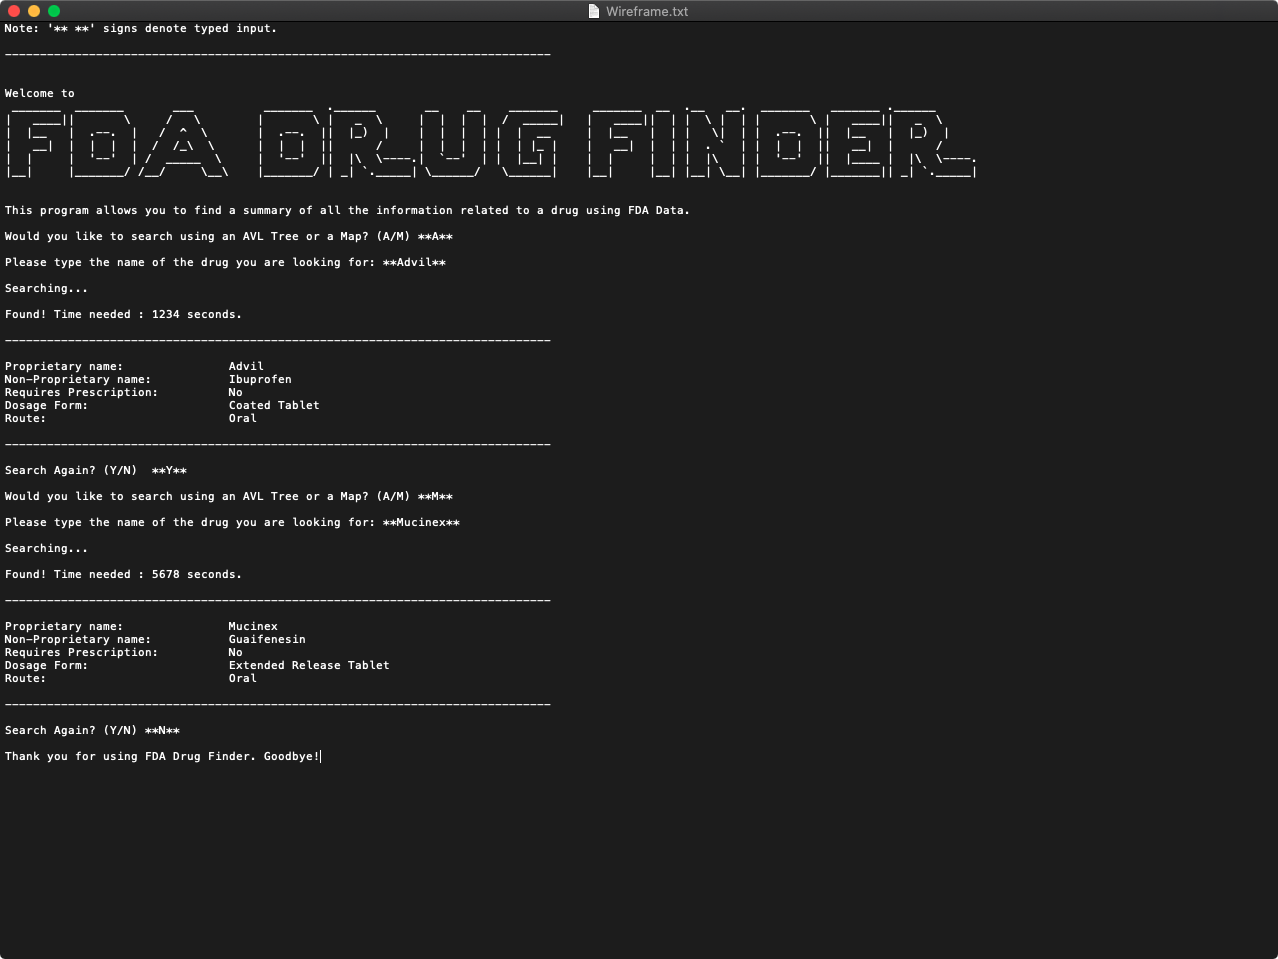 Wireframe.txt
Note: '** **' signs denote typed input.
------------------------------------------------------------------------------
Welcome to
FDA DRUG FINDER
This program allows you to find a summary of all the information related to a drug using FDA Data.
Would you like to search using an AVL Tree or a Map? (A/M) **A**
Please type the name of the drug you are looking for: **Advil**
Searching...
Found! Time needed : 1234 seconds.
------------------------------------------------------------------------------
Proprietary name: Advil
Non-Proprietary name: Ibuprofen
Requires Prescription: No
Dosage Form: Coated Tablet
Route: Oral
------------------------------------------------------------------------------
Search Again? (Y/N)  **Y**
Would you like to search using an AVL Tree or a Map? (A/M) **M**
Please type the name of the drug you are looking for: **Mucinex**
Searching...
Found! Time needed : 5678 seconds.
------------------------------------------------------------------------------
Proprietary name: Mucinex
Non-Proprietary name: Guaifenesin
Requires Prescription: No
Dosage Form: Extended Release Tablet
Route: Oral
------------------------------------------------------------------------------
Search Again? (Y/N) **N**
Thank you for using FDA Drug Finder. Goodbye!